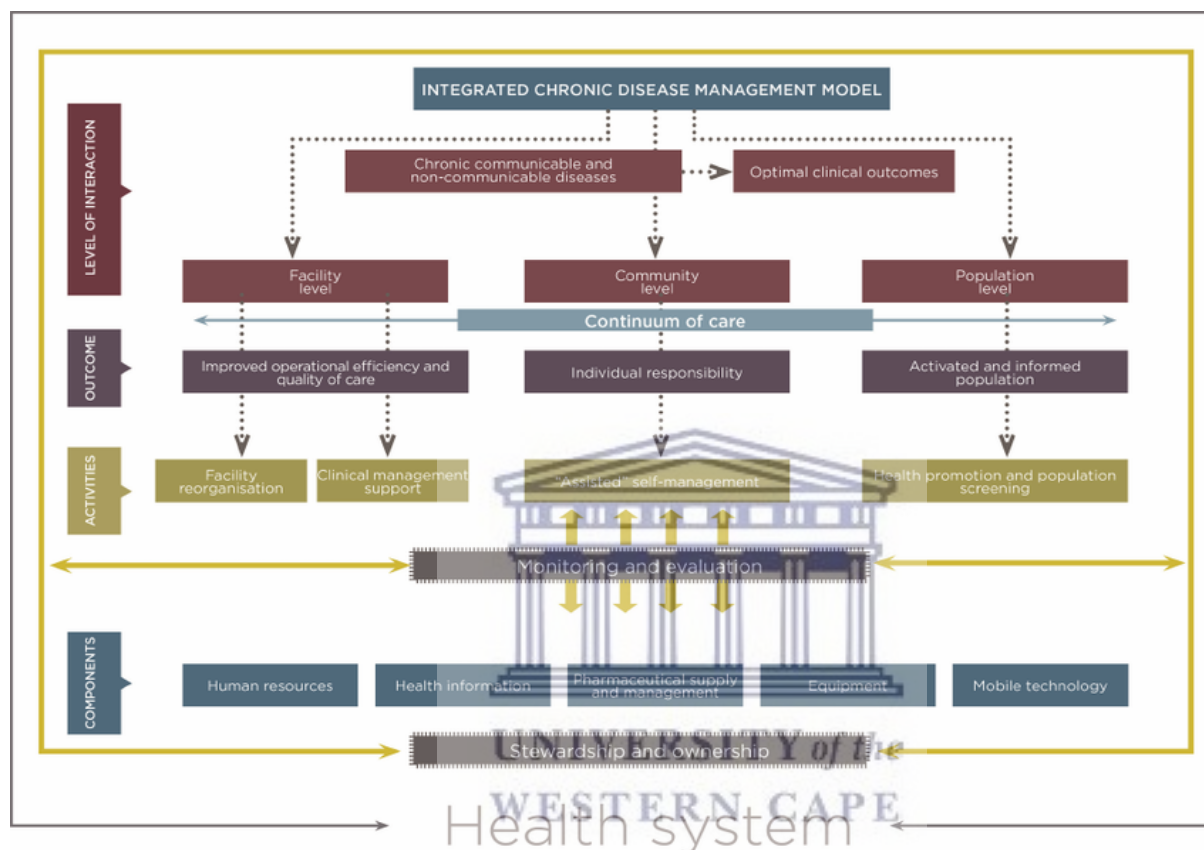 INTEGRATED CHRONIC DISEASE MANAGEMENT MODEL
LEVEL OF INTERACTION
Chronic communicable and
non-communicable diseases
Optimal clinical outcomes
Facility
level
Community
level
Population
level
Continuum of care
OUTCOME
Improved operational efficiency and
quality of care
Individual responsibility
Activated and informed
population
ACTIVITIES
Facility
reorganisation
Clinical management
support
"Assisted" self-management
Health promotion and population
screening
Monitoring and evaluation
COMPONENTS
Human resources
Health information
Pharmaceutical supply
and management
Equipment
Mobile technology
Stewardship and ownership
UNIVERSITY of the
WESTERN CAPE
Health system